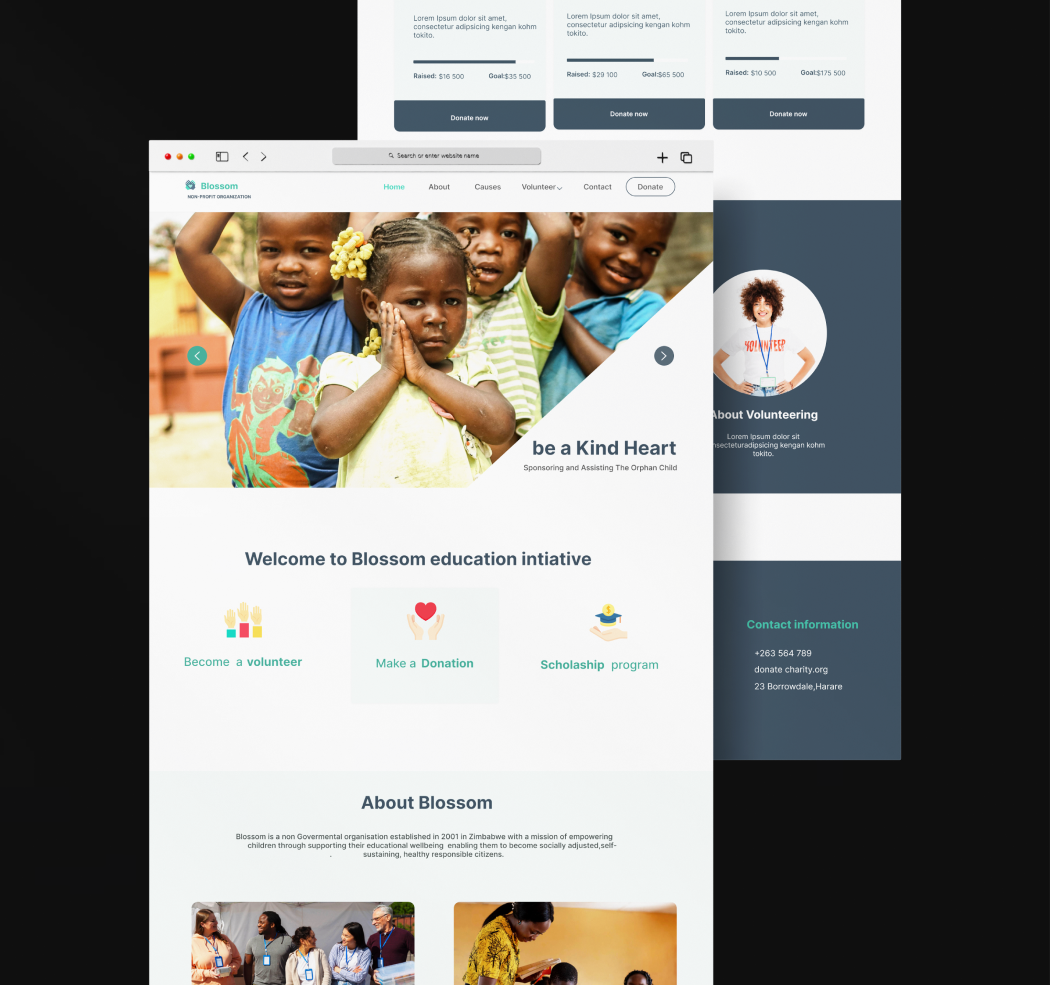 Lorem Ipsum dolor sit amet,
consectetur adipsicing kengan kohm
tokito.
Raised: $16 500 Goal:$35 500
Donate now
Lorem Ipsum dolor sit amet,
consectetur adipsicing kengan kohm
tokito.
Raised: $29 100 Goal:$65 500
Donate now
Lorem Ipsum dolor sit amet,
consectetur adipsicing kengan kohm
tokito.
Raised: $10 500 Goal:$175 500
Donate now
Search or enter website name
Blossom
NON-PROFIT ORGANIZATION
Home About Causes Volunteer Contact Donate
be a Kind Heart
Sponsoring and Assisting The Orphan Child
VOLUNTEER
About Volunteering
Lorem Ipsum dolor sit
nsecteturadipsicing kengan kohm
tokito.
Welcome to Blossom education intiative
Become a volunteer
Make a Donation
Scholaship program
Contact information
+263 564 789
donate charity.org
23 Borrowdale,Harare
About Blossom
Blossom is a non Govermental organisation established in 2001 in Zimbabwe with a mission of empowering
children through supporting their educational wellbeing enabling them to become socially adjusted,self-
sustaining, healthy responsible citizens.